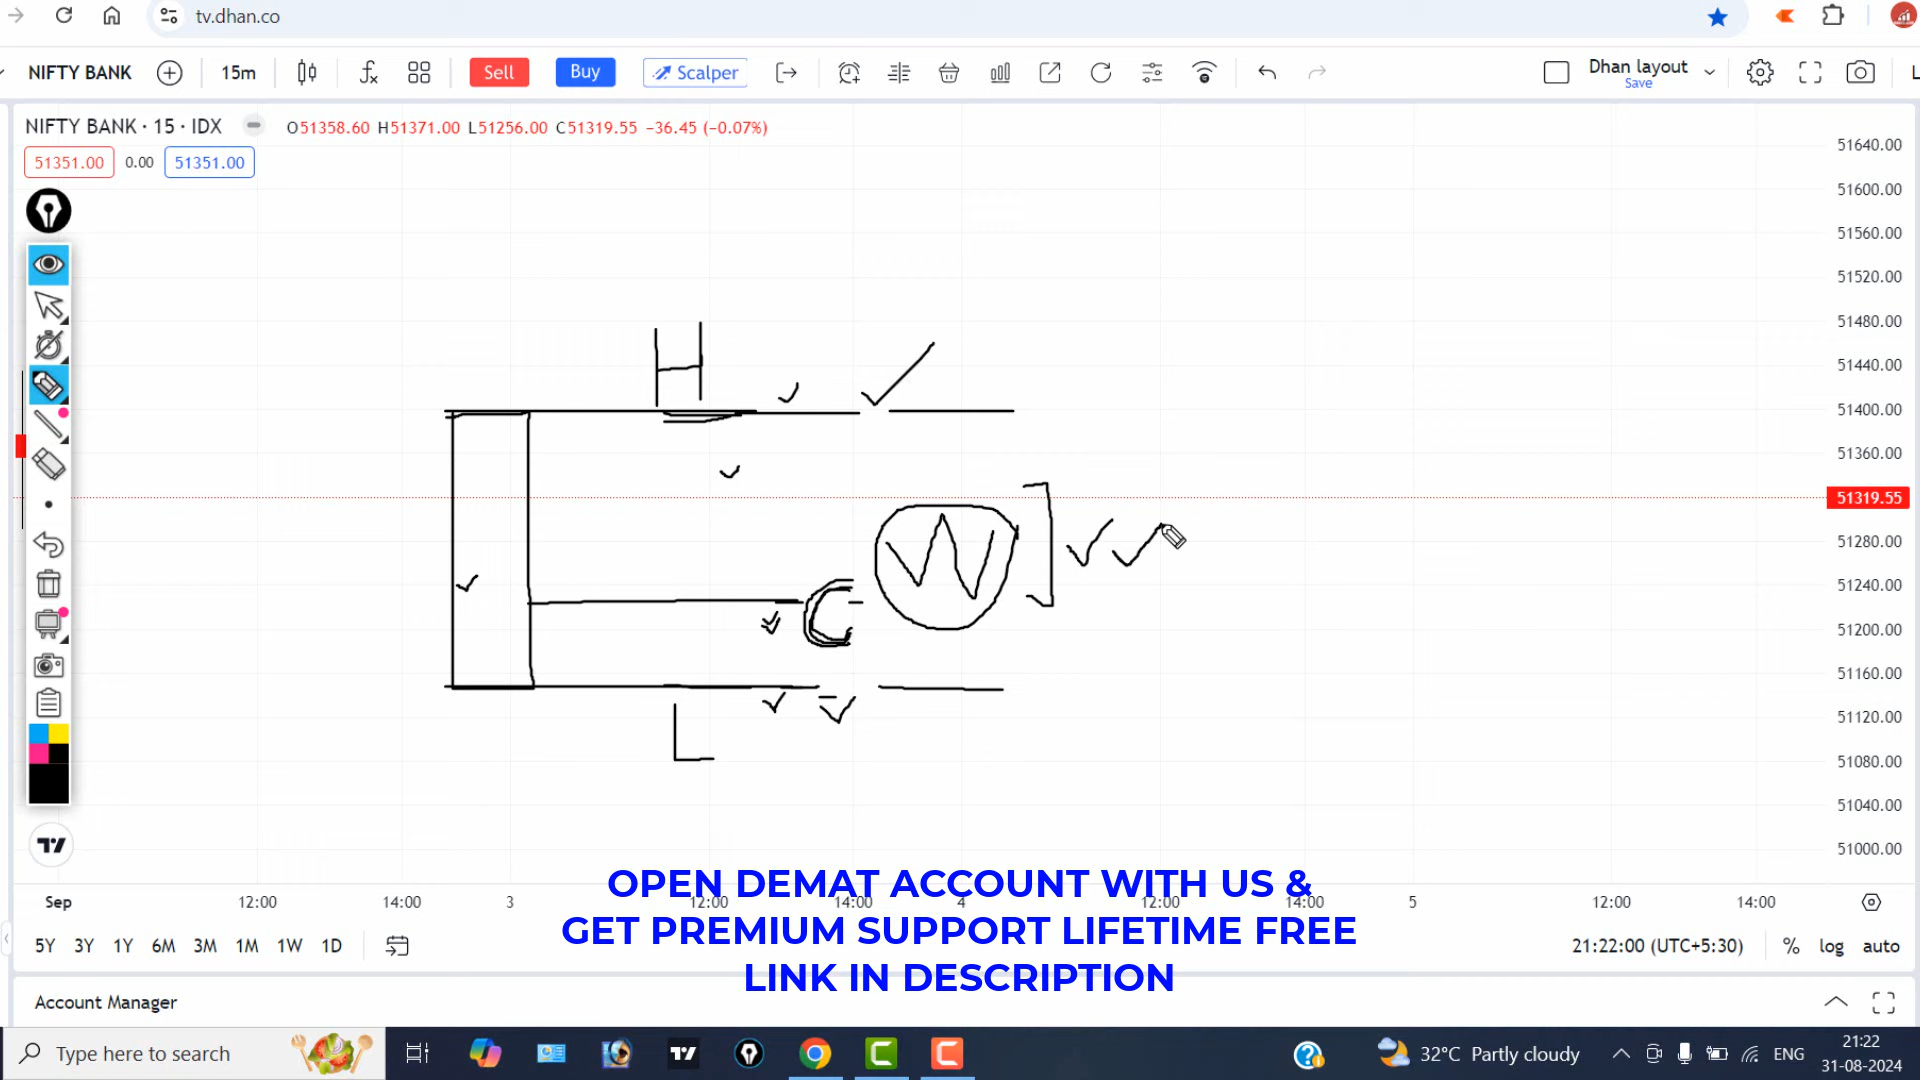 tv.dhan.co
NIFTY BANK 15m Sell Buy Scalper Dhan layout
Save
NIFTY BANK · 15 · IDX O51358.60 H51371.00 L51256.00 C51319.55 −36.45 (−0.07%)
51351.00 0.00 51351.00
51640.00
51600.00
51560.00
51520.00
51480.00
51440.00
51400.00
51360.00
51319.55
51280.00
51240.00
51200.00
51160.00
51120.00
51080.00
51040.00
51000.00
H
W
C
L
OPEN DEMAT ACCOUNT WITH US &
GET PREMIUM SUPPORT LIFETIME FREE
LINK IN DESCRIPTION
Sep 12:00 14:00 3 12:00 14:00 4 12:00 14:00 5 12:00 14:00
5Y 3Y 1Y 6M 3M 1M 1W 1D 21:22:00 (UTC+5:30) % log auto
Account Manager
Type here to search 32°C Partly cloudy ENG 21:22
31-08-2024